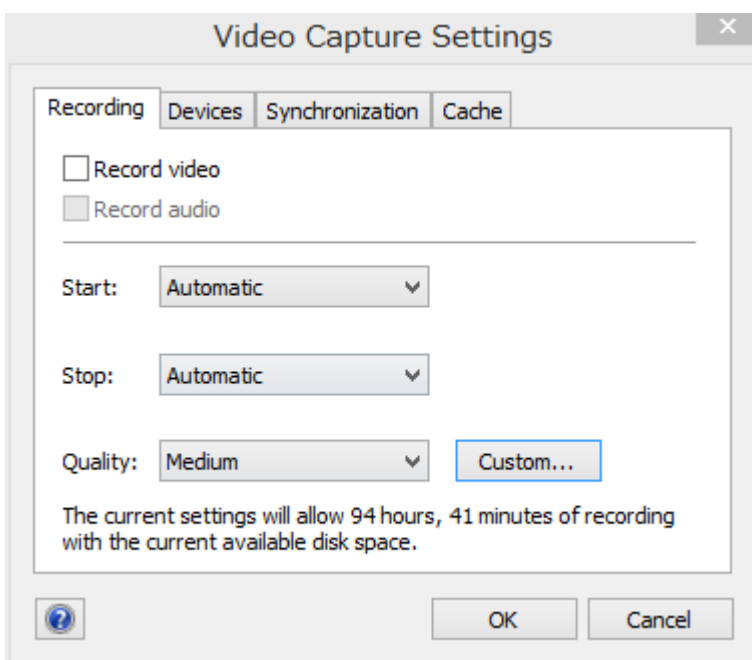 Video Capture Settings
Recording Devices Synchronization Cache
Record video
Record audio
Start: Automatic
Stop: Automatic
Quality: Medium Custom...
The current settings will allow 94 hours, 41 minutes of recording
with the current available disk space.
? OK Cancel